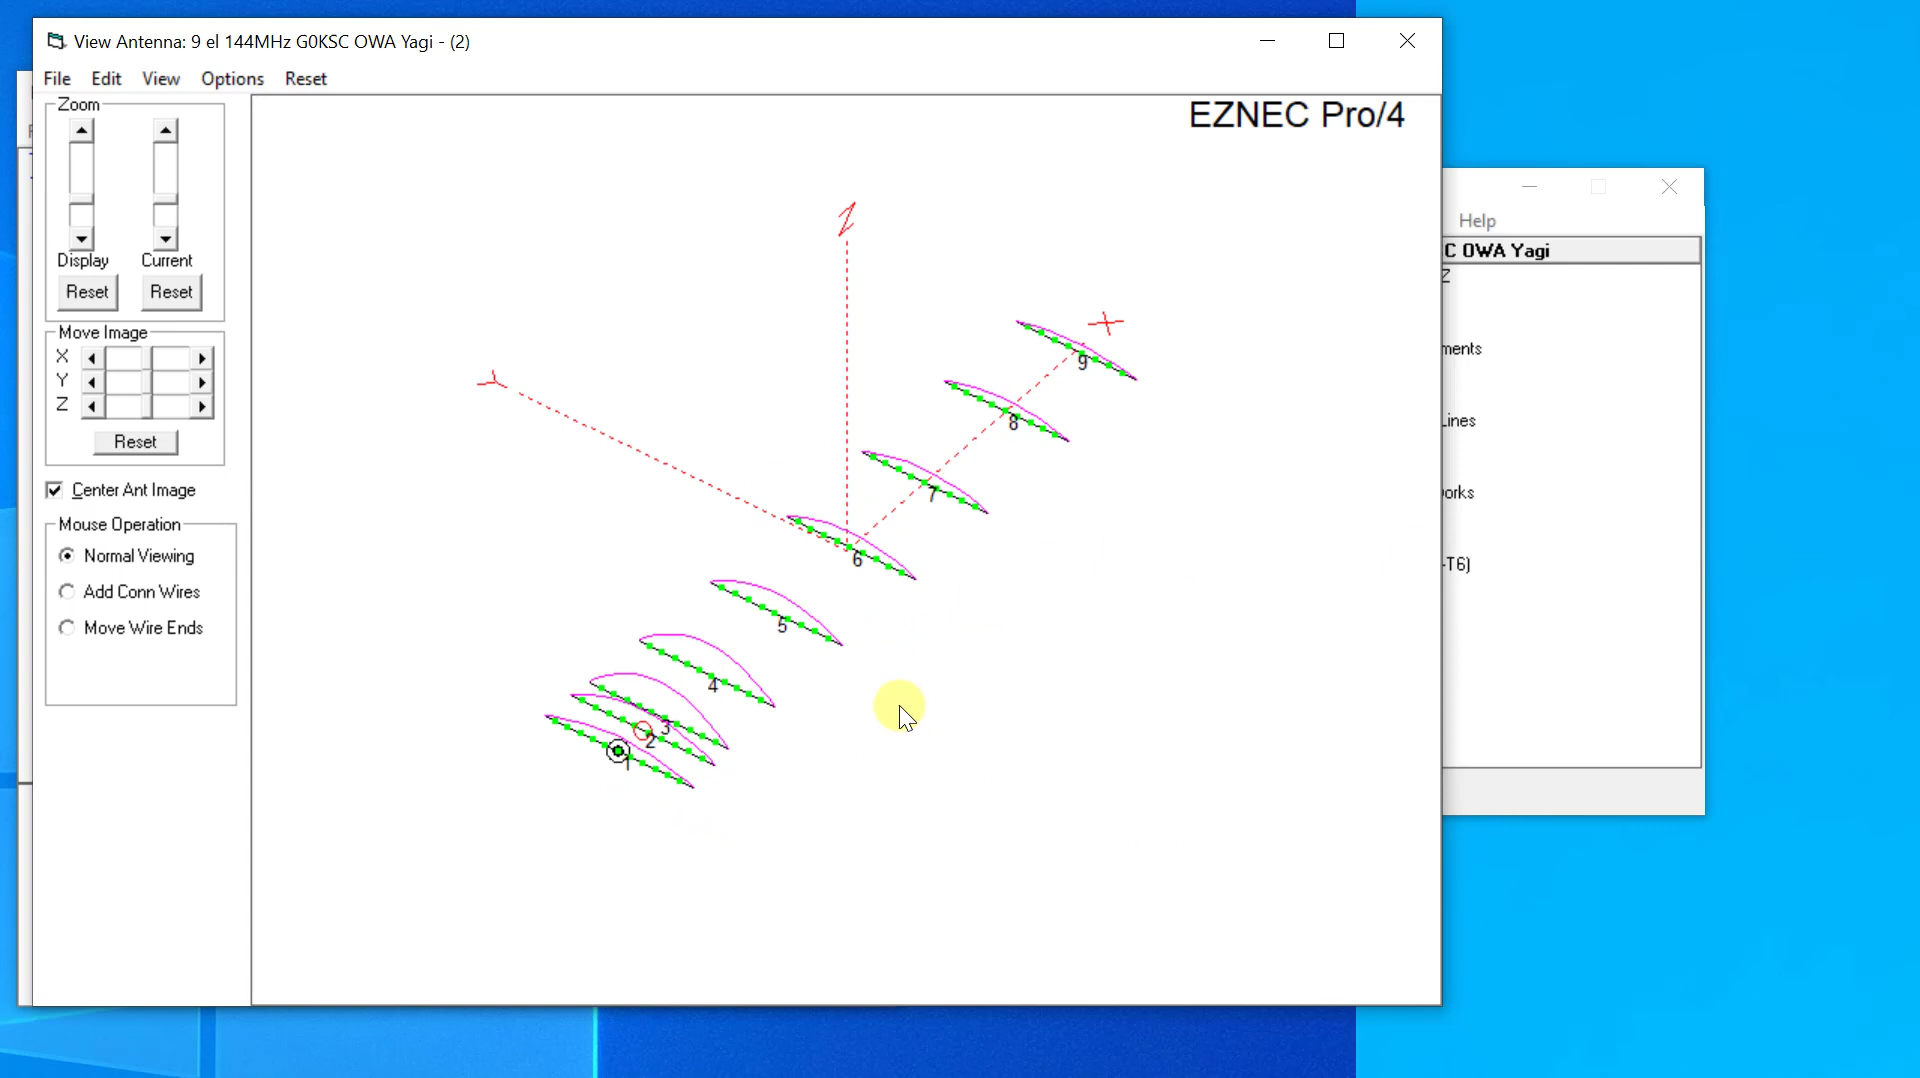 View Antenna: 9 el 144MHz G0KSC OWA Yagi - (2)
File Edit View Options Reset
Zoom
Display Current
Reset Reset
Move Image
X
Y
Z
Reset
Center Ant Image
Mouse Operation
Normal Viewing
Add Conn Wires
Move Wire Ends
EZNEC Pro/4
Z
X
Y
9
8
7
6
5
4
3
2
1
Help
C OWA Yagi
Z
ments
Lines
orks
-T6)